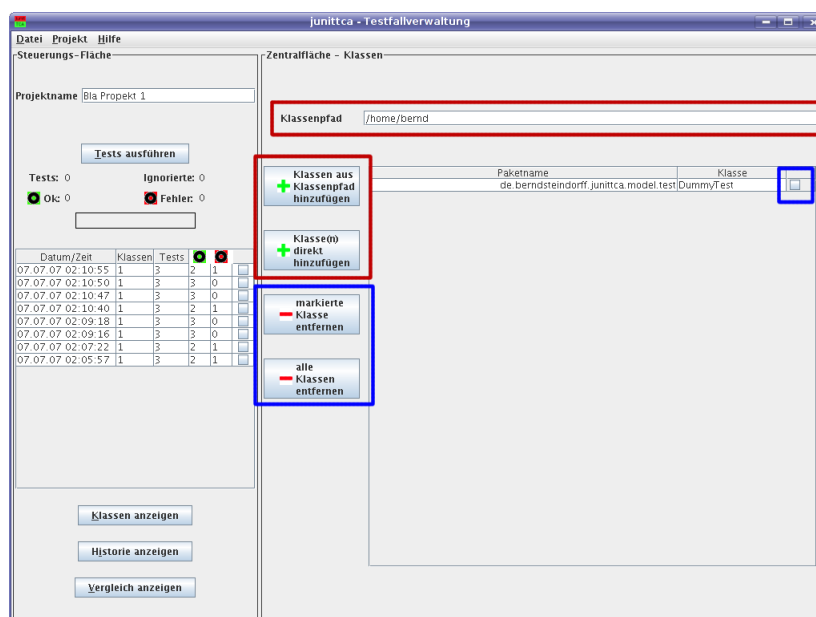 junittca - Testfallverwaltung
Datei Projekt Hilfe
Steuerungs-Fläche
Projektname Bla Propekt 1
Tests ausführen
Tests: 0 Ignorierte: 0
Ok: 0 Fehler: 0
Datum/Zeit Klassen Tests
07.07.07 02:10:55 1 3 2 1
07.07.07 02:10:50 1 3 3 0
07.07.07 02:10:47 1 3 3 0
07.07.07 02:10:40 1 3 2 1
07.07.07 02:09:18 1 3 3 0
07.07.07 02:09:16 1 3 3 0
07.07.07 02:07:22 1 3 2 1
07.07.07 02:05:57 1 3 2 1
Klassen anzeigen
Historie anzeigen
Vergleich anzeigen
Zentralfläche - Klassen
Klassenpfad /home/bernd
Klassen aus
Klassenpfad
hinzufügen
Klasse(n)
direkt
hinzufügen
markierte
Klasse
entfernen
alle
Klassen
entfernen
Paketname Klasse
de.berndsteindorff.junittca.model.test DummyTest